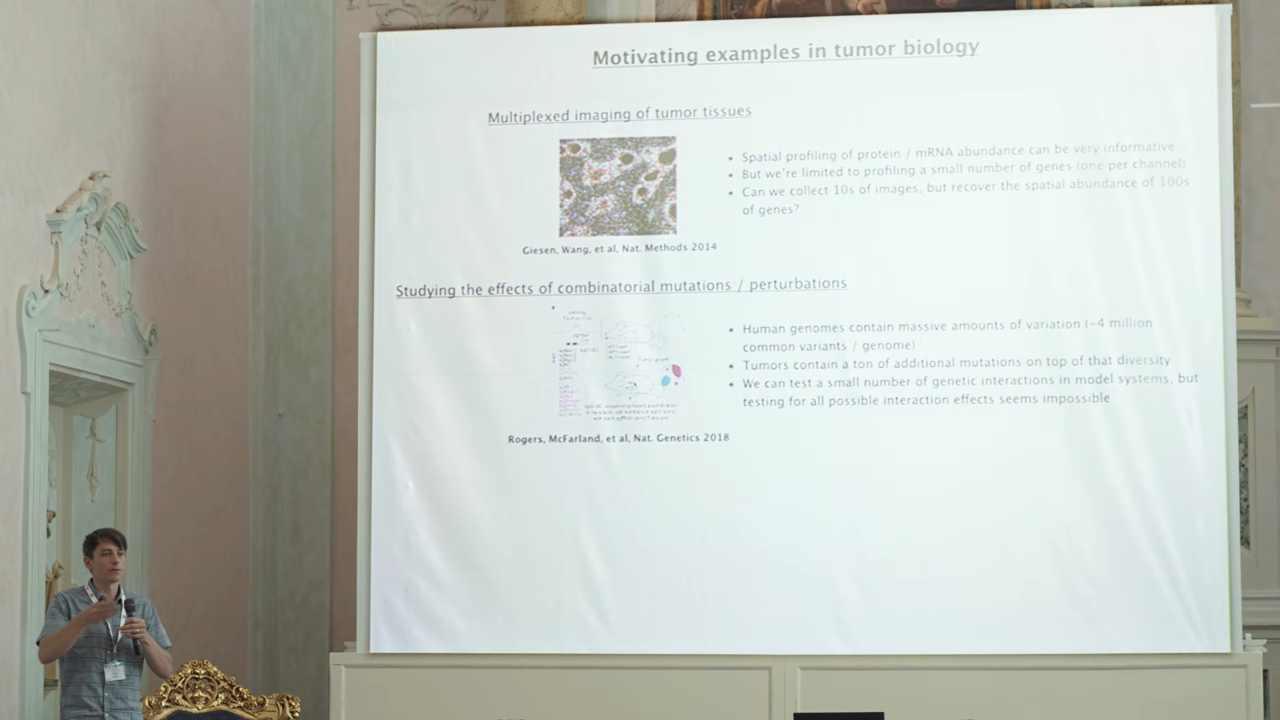 Motivating examples in tumor biology
Multiplexed imaging of tumor tissues
• Spatial profiling of protein / mRNA abundance can be very informative
• But we're limited to profiling a small number of genes (one per channel)
• Can we collect 10s of images, but recover the spatial abundance of 100s
of genes?
Giesen, Wang, et al, Nat. Methods 2014
Studying the effects of combinatorial mutations / perturbations
• Human genomes contain massive amounts of variation (~4 million
common variants / genome)
• Tumors contain a ton of additional mutations on top of that diversity
• We can test a small number of genetic interactions in model systems, but
testing for all possible interaction effects seems impossible
Tumor growth
Rogers, McFarland, et al, Nat. Genetics 2018